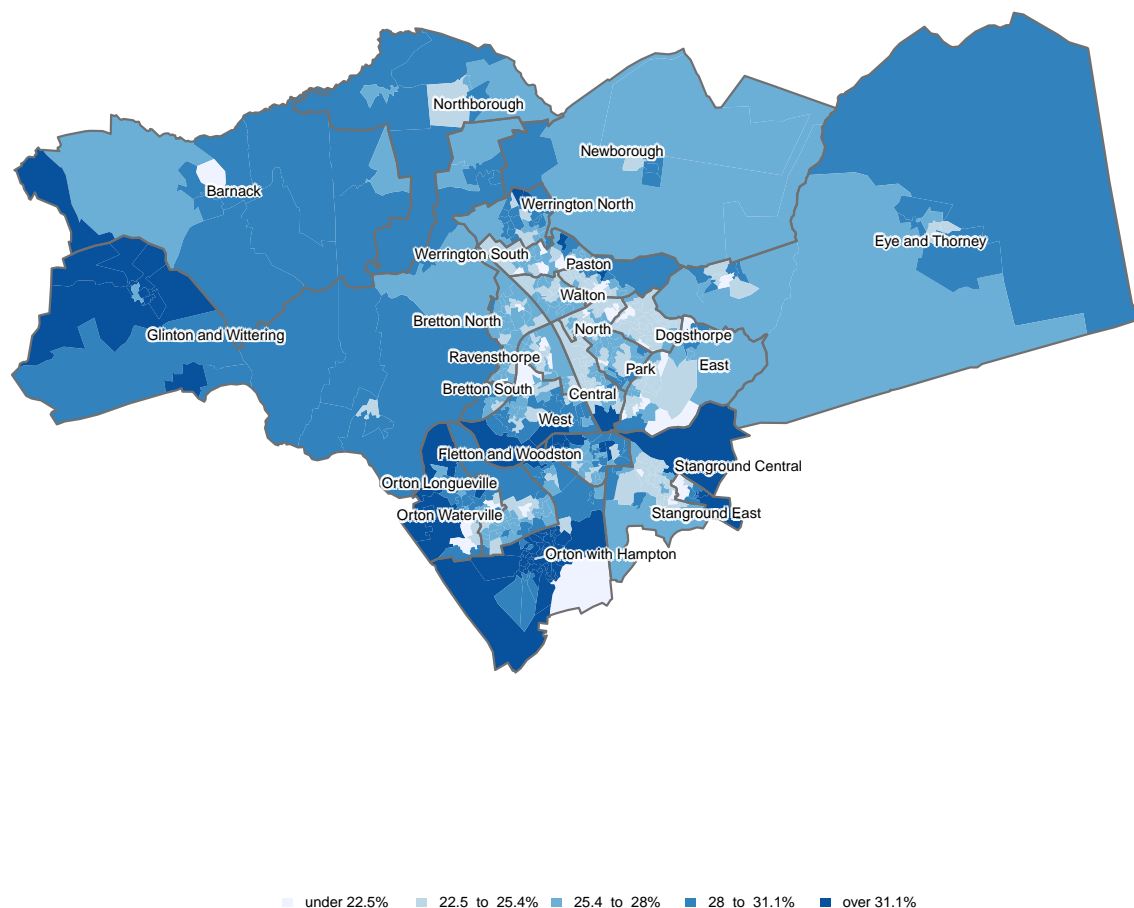 Northborough
Newborough
Barnack
Werrington North
Eye and Thorney
Werrington South
Paston
Walton
Bretton North
North
Glinton and Wittering
Dogsthorpe
Ravensthorpe
East
Park
Bretton South
Central
West
Fletton and Woodston
Stanground Central
Orton Longueville
Stanground East
Orton Waterville
Orton with Hampton
under 22.5% 22.5 to 25.4% 25.4 to 28% 28 to 31.1% over 31.1%